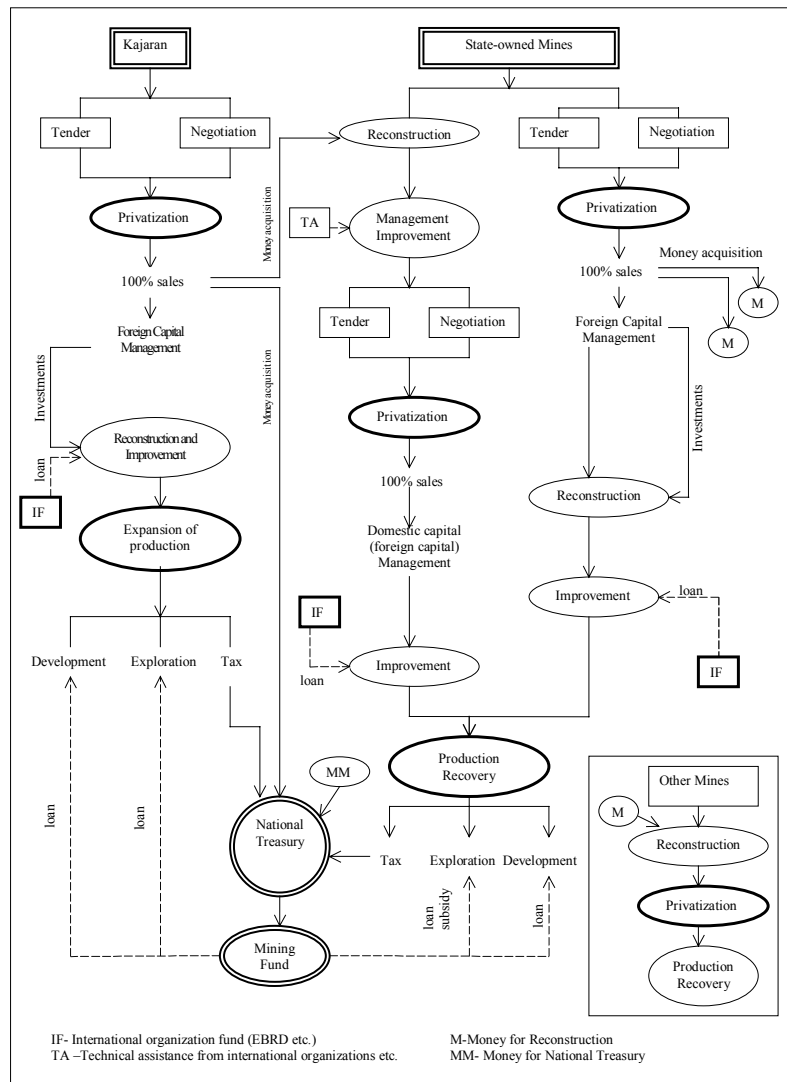 Kajaran
State-owned Mines
Tender
Negotiation
Reconstruction
Tender
Negotiation
Privatization
Money acquisition
TA
Management
Improvement
Privatization
100% sales
Money acquisition
100% sales
M
M
Foreign Capital
Management
Tender
Negotiation
Foreign Capital
Management
Investments
Money acquisition
Privatization
Investments
Reconstruction and
Improvement
loan
IF
100% sales
Reconstruction
Expansion of
production
Domestic capital
(foreign capital)
Management
IF
loan
Improvement
Improvement
loan
IF
Development
Exploration
Tax
Production
Recovery
MM
National
Treasury
Tax
Exploration
Development
loan
loan
loan
subsidy
loan
Mining
Fund
Other Mines
M
Reconstruction
Privatization
Production
Recovery
IF- International organization fund (EBRD etc.)
M-Money for Reconstruction
TA –Technical assistance from international organizations etc.
MM- Money for National Treasury